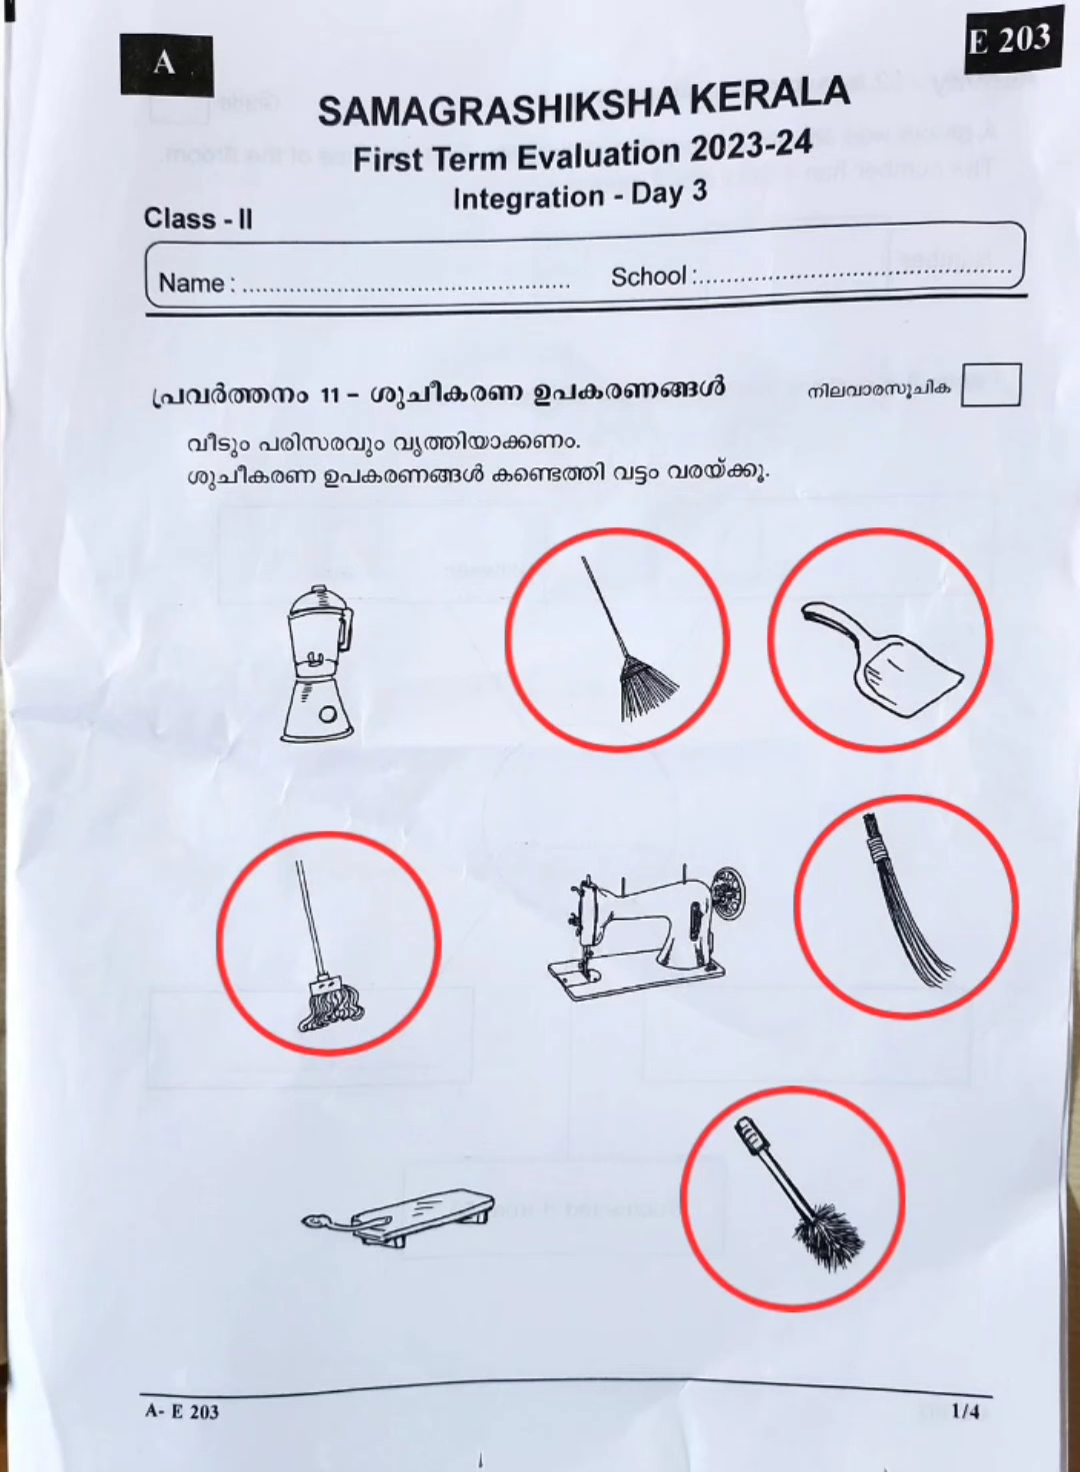 A
E 203
SAMAGRASHIKSHA KERALA
First Term Evaluation 2023-24
Integration - Day 3
Class - II
Name : .................................................. School :..................................................
പ്രവർത്തനം 11 – ശുചീകരണ ഉപകരണങ്ങൾ നിലവാരസൂചിക
വീടും പരിസരവും വൃത്തിയാക്കണം.
ശുചീകരണ ഉപകരണങ്ങൾ കണ്ടെത്തി വട്ടം വരയ്ക്കൂ.
A- E 203 1/4